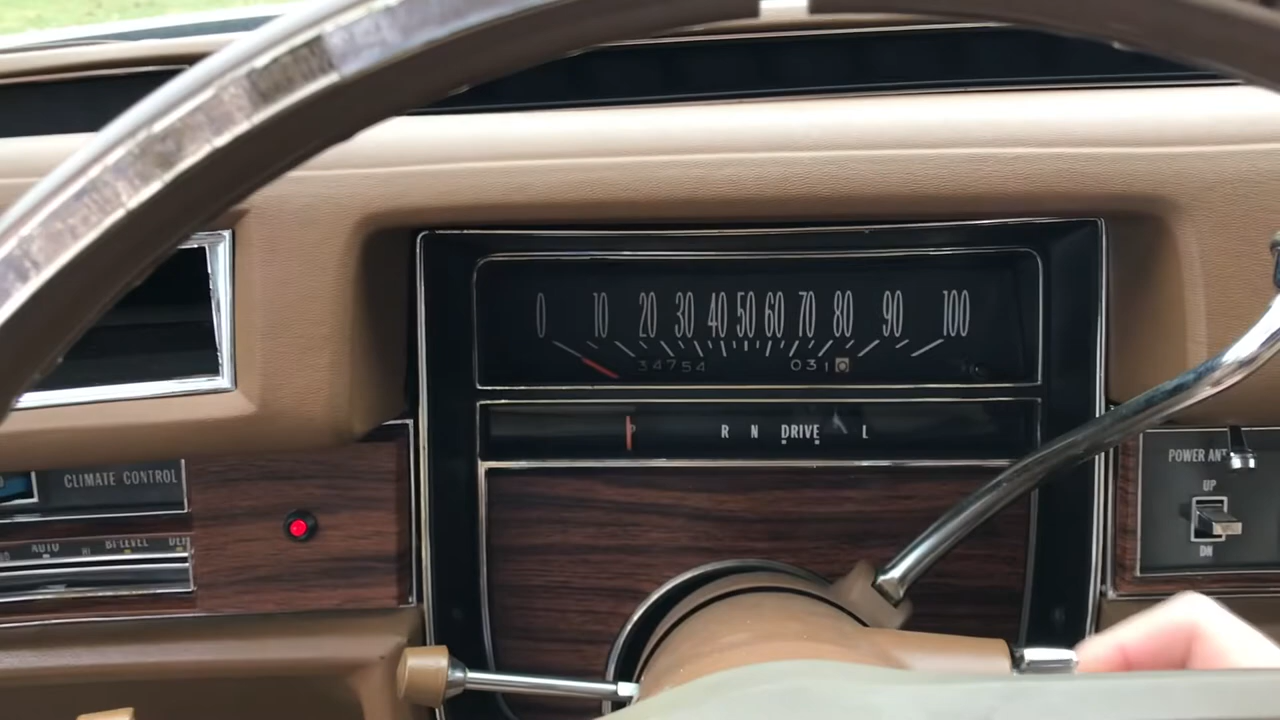 0 10 20 30 40 50 60 70 80 90 100
34754 031
P R N DRIVE L
CLIMATE CONTROL
AUTO HI BI-LEVEL
POWER ANT
UP
DN